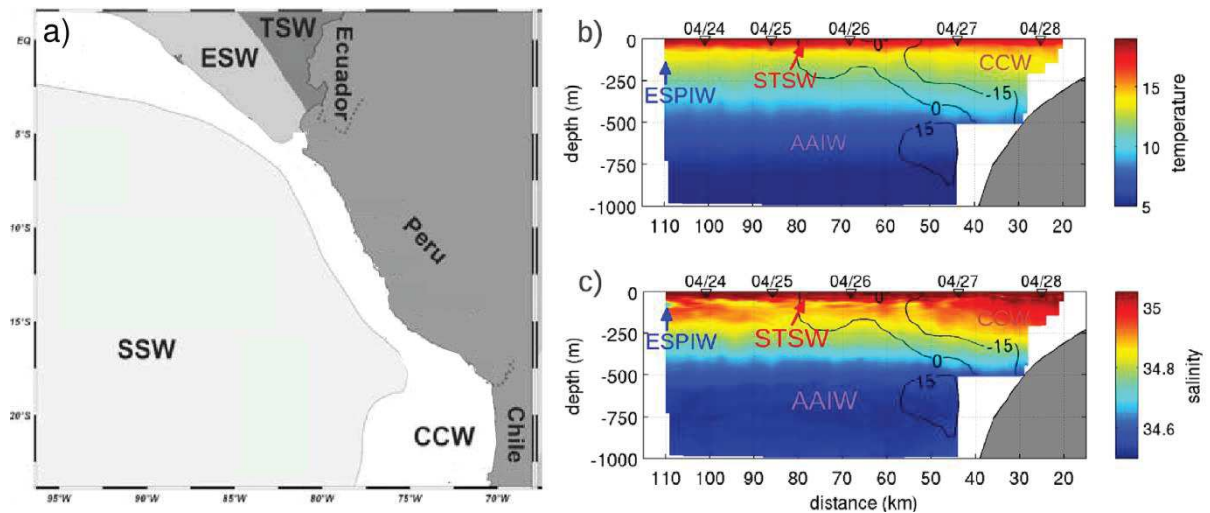 a)
TSW
ESW
Ecuador
EQ
5°S
10°S
15°S
20°S
Peru
SSW
CCW
Chile
95°W
90°W
85°W
80°W
75°W
70°W
b)
04/24
04/25
04/26
04/27
04/28
0
-250
-500
-750
-1000
depth (m)
0
CCW
STSW
ESPIW
-15
0
15
AAIW
110
100
90
80
70
60
50
40
30
20
15
10
5
temperature
c)
04/24
04/25
04/26
04/27
04/28
0
-250
-500
-750
-1000
depth (m)
0
CCW
STSW
ESPIW
-15
0
15
AAIW
110
100
90
80
70
60
50
40
30
20
distance (km)
35
34.8
34.6
salinity